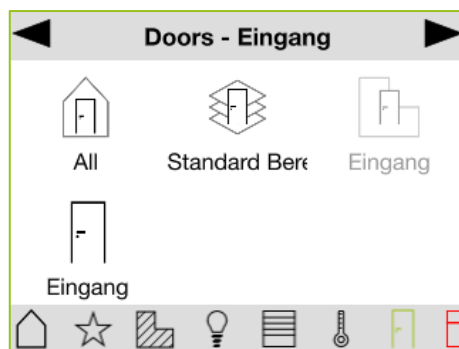 Doors - Eingang
All
Standard Bere
Eingang
Eingang